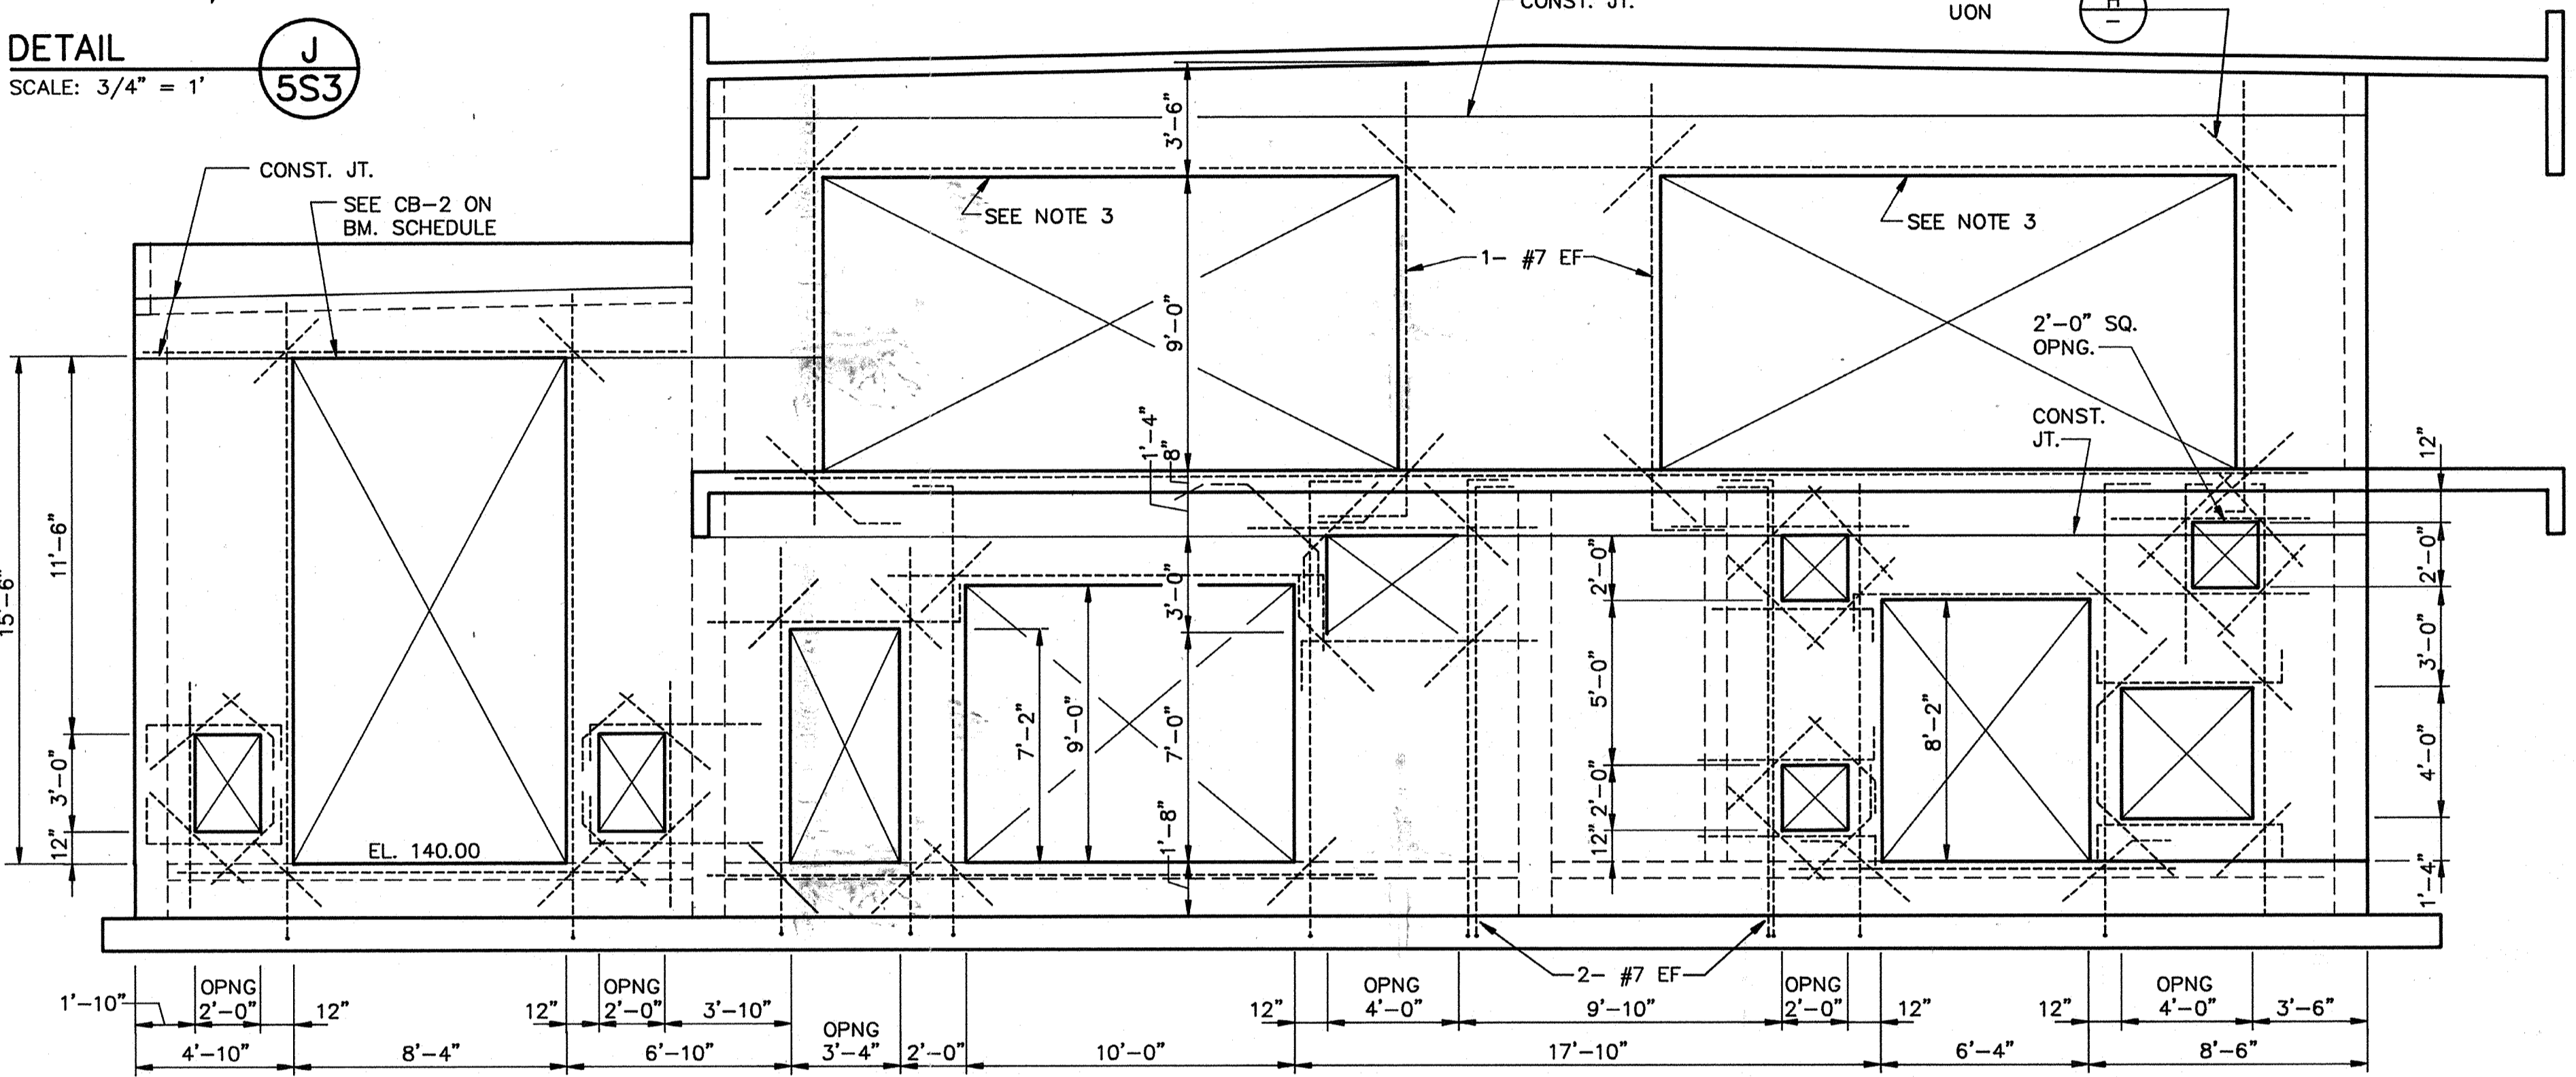 CONST. JT.
UON
H
–
DETAIL
J
5S3
SCALE: 3/4" = 1'
3'-6"
CONST. JT.
SEE CB-2 ON
BM. SCHEDULE
SEE NOTE 3
SEE NOTE 3
1- #7 EF
9'-0"
2'-0" SQ.
OPNG.
CONST.
JT.
12"
1'-4"
8"
11'-6"
15'-6"
3'-0"
2'-0"
2'-0"
5'-0"
3'-0"
7'-2"
9'-0"
7'-0"
8'-2"
4'-0"
3'-0"
12"
2'-0"
12"
1'-8"
1'-4"
EL. 140.00
2- #7 EF
OPNG
OPNG
OPNG
OPNG
OPNG
1'-10"
2'-0"
12"
12"
2'-0"
3'-10"
12"
4'-0"
9'-10"
2'-0"
12"
12"
4'-0"
3'-6"
OPNG
4'-10"
8'-4"
6'-10"
3'-4"
2'-0"
10'-0"
17'-10"
6'-4"
8'-6"